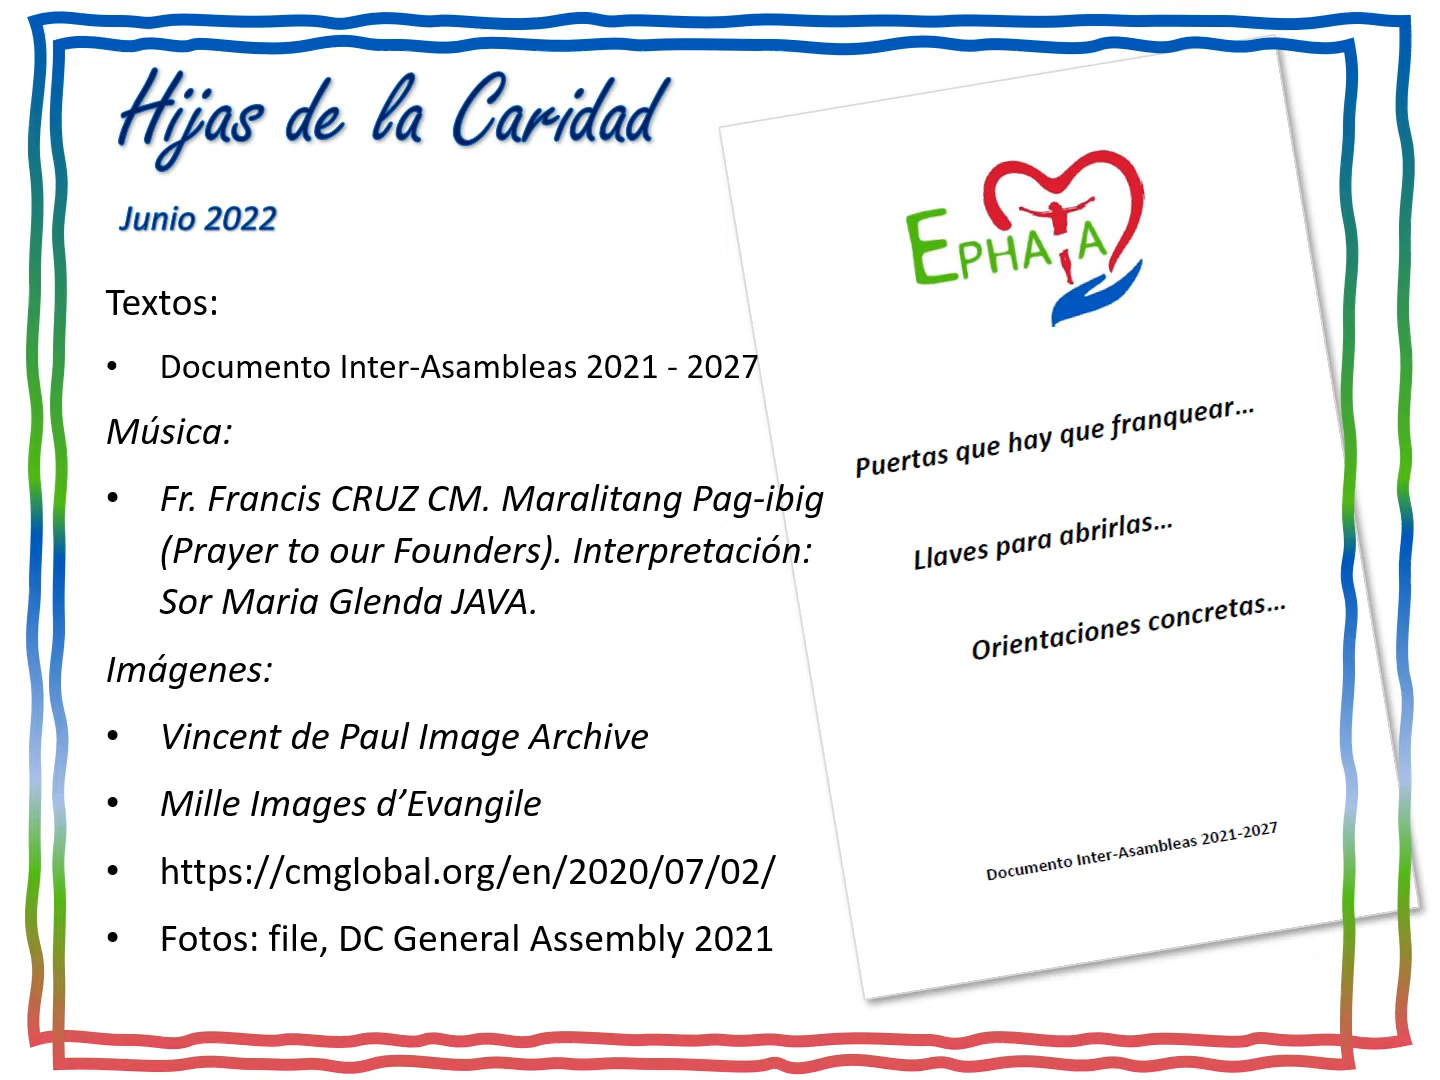 Hijas de la Caridad
Junio 2022
Textos:
• Documento Inter-Asambleas 2021 - 2027
Música:
• Fr. Francis CRUZ CM. Maralitang Pag-ibig
(Prayer to our Founders). Interpretación:
Sor Maria Glenda JAVA.
Imágenes:
• Vincent de Paul Image Archive
• Mille Images d’Evangile
• https://cmglobal.org/en/2020/07/02/
• Fotos: file, DC General Assembly 2021
EPHATA
Puertas que hay que franquear...
Llaves para abrirlas...
Orientaciones concretas...
Documento Inter-Asambleas 2021-2027